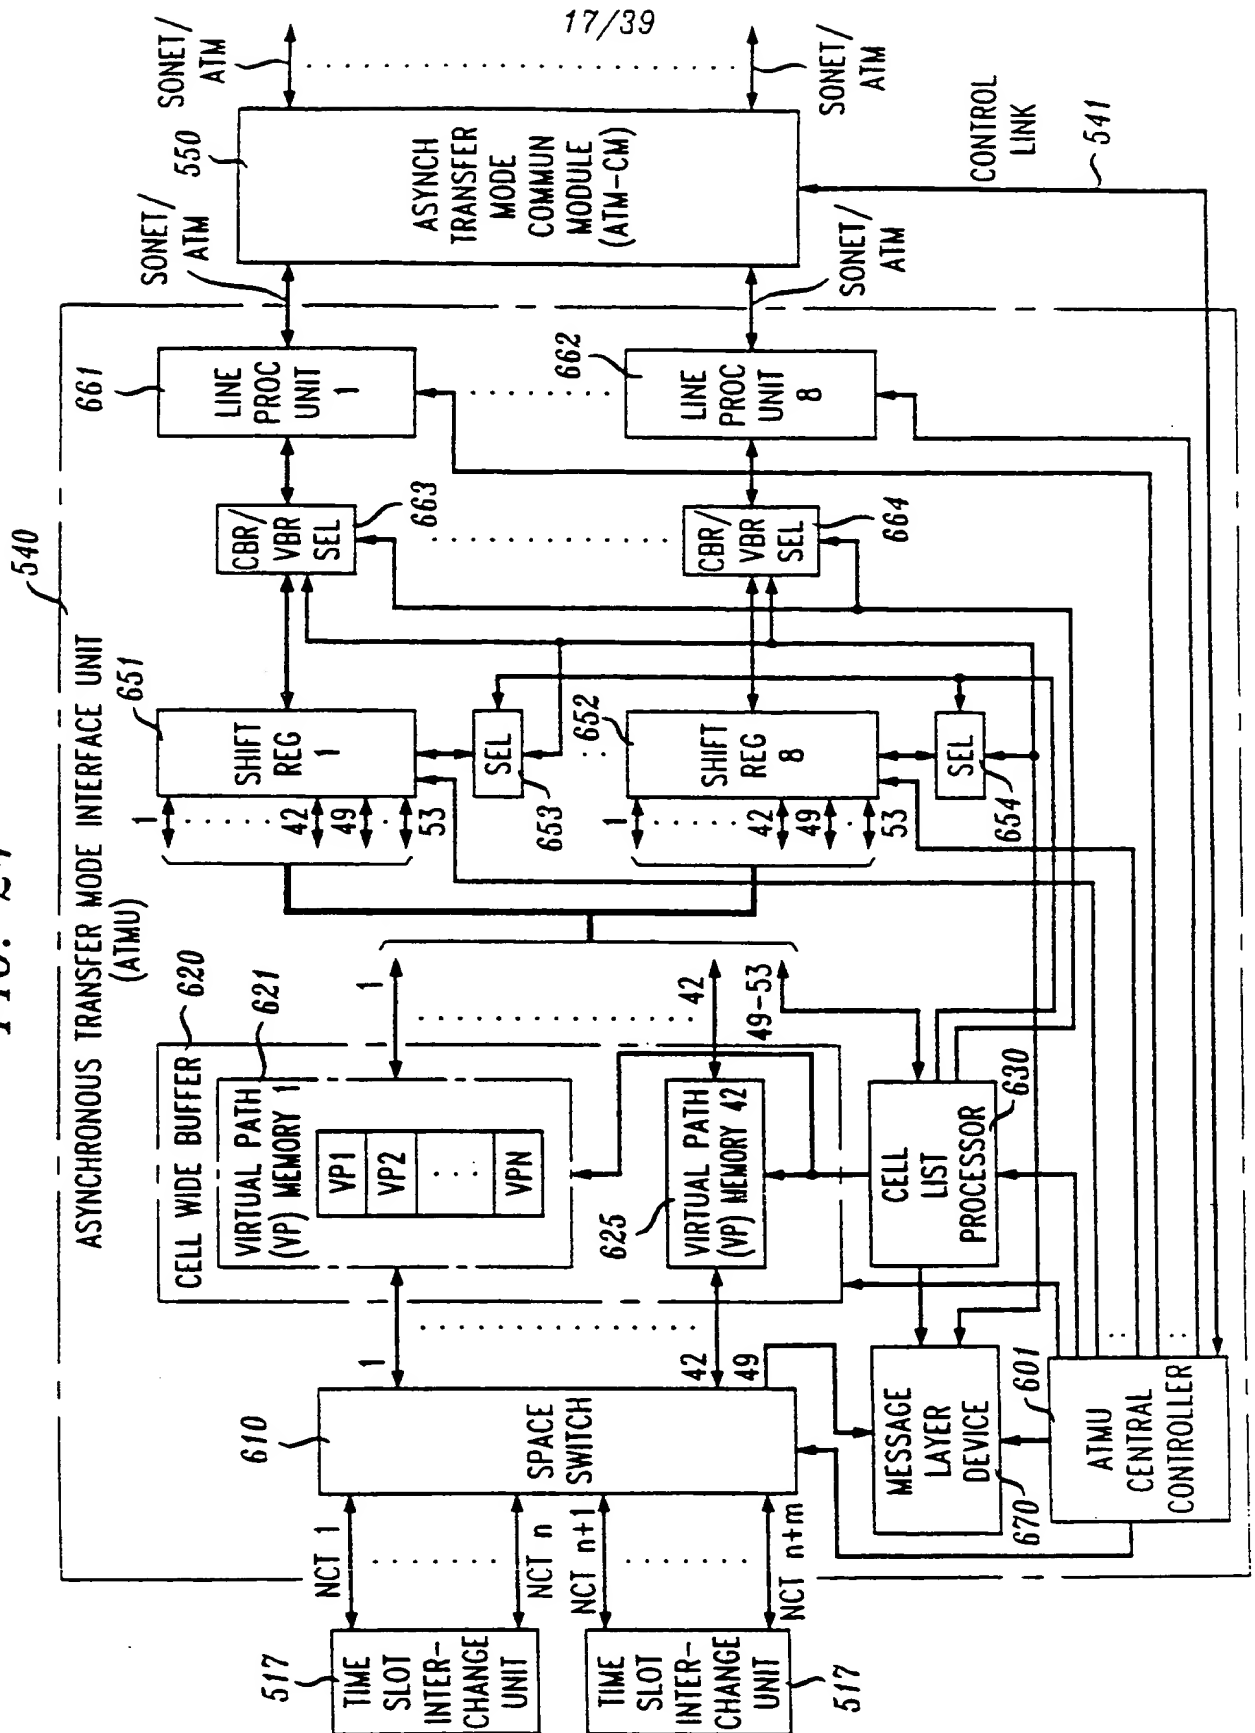 17/39
FIG. 24
540
ASYNCHRONOUS TRANSFER MODE INTERFACE UNIT
(ATMU)
517
TIME
SLOT
INTER-
CHANGE
UNIT
TIME
SLOT
INTER-
CHANGE
UNIT
517
NCT 1
NCT n
NCT n+1
NCT n+m
610
SPACE
SWITCH
1
42
49
CELL WIDE BUFFER
620
621
VIRTUAL PATH
(VP) MEMORY 1
VP1
VP2
VPN
625
VIRTUAL PATH
(VP) MEMORY 42
1
42
49-53
CELL
LIST
PROCESSOR
630
MESSAGE
LAYER
DEVICE
670
601
ATMU
CENTRAL
CONTROLLER
651
SHIFT
REG
1
1
42
49
53
SEL
653
652
SHIFT
REG
8
1
42
49
53
SEL
654
CBR/
VBR
SEL
663
CBR/
VBR
SEL
664
661
LINE
PROC
UNIT
1
662
LINE
PROC
UNIT
8
SONET/
ATM
SONET/
ATM
550
ASYNCH
TRANSFER
MODE
COMMUN
MODULE
(ATM-CM)
SONET/
ATM
SONET/
ATM
CONTROL
LINK
541